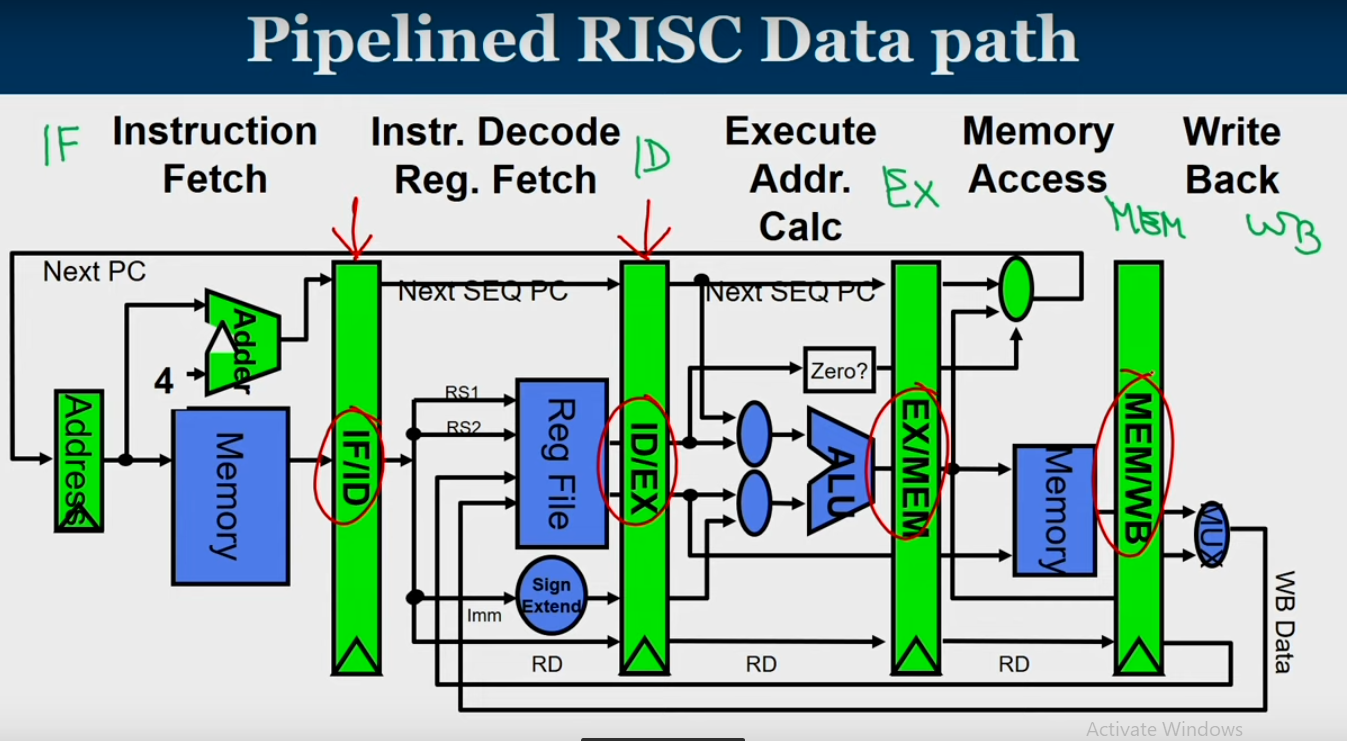 Pipelined RISC Data path
IF
Instruction
Fetch
Instr. Decode
Reg. Fetch
ID
Execute
Addr.
Calc
EX
Memory
Access
MEM
Write
Back
WB
Next PC
Next SEQ PC
Next SEQ PC
Adder
4
Zero?
Address
Memory
IF/ID
RS1
RS2
Reg File
ID/EX
ALU
EX/MEM
Memory
MEM/WB
MUX
Sign
Extend
Imm
RD
RD
RD
WB Data
Activate Windows